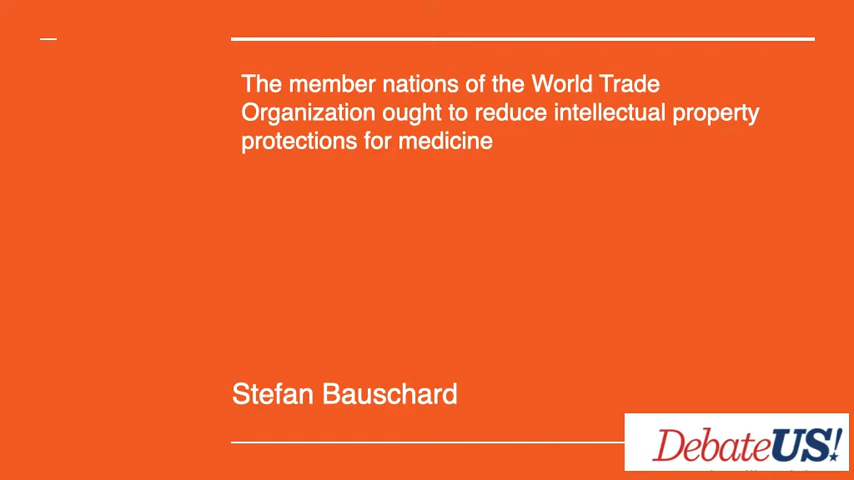 The member nations of the World Trade
Organization ought to reduce intellectual property
protections for medicine
Stefan Bauschard
DebateUS!